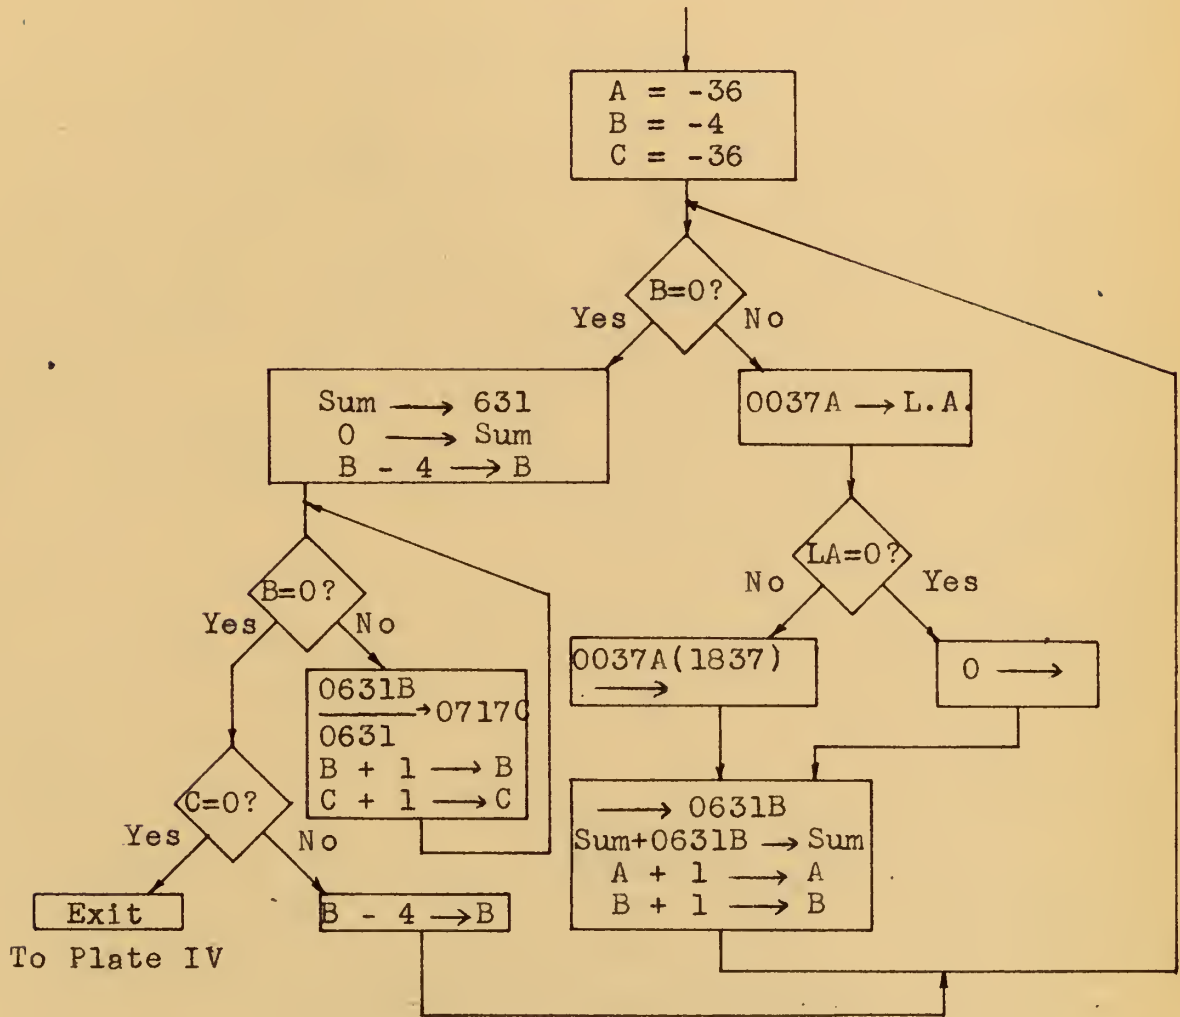 A = -36
B = -4
C = -36
B=0?
Yes
No
Sum → 631
0 → Sum
B - 4 → B
0037A → L.A.
B=0?
Yes
No
LA=0?
No
Yes
0631B
→ 0717C
0631
B + 1 → B
C + 1 → C
0037A(1837)
→
0 →
C=0?
Yes
No
→ 0631B
Sum+0631B → Sum
A + 1 → A
B + 1 → B
Exit
B - 4 → B
To Plate IV